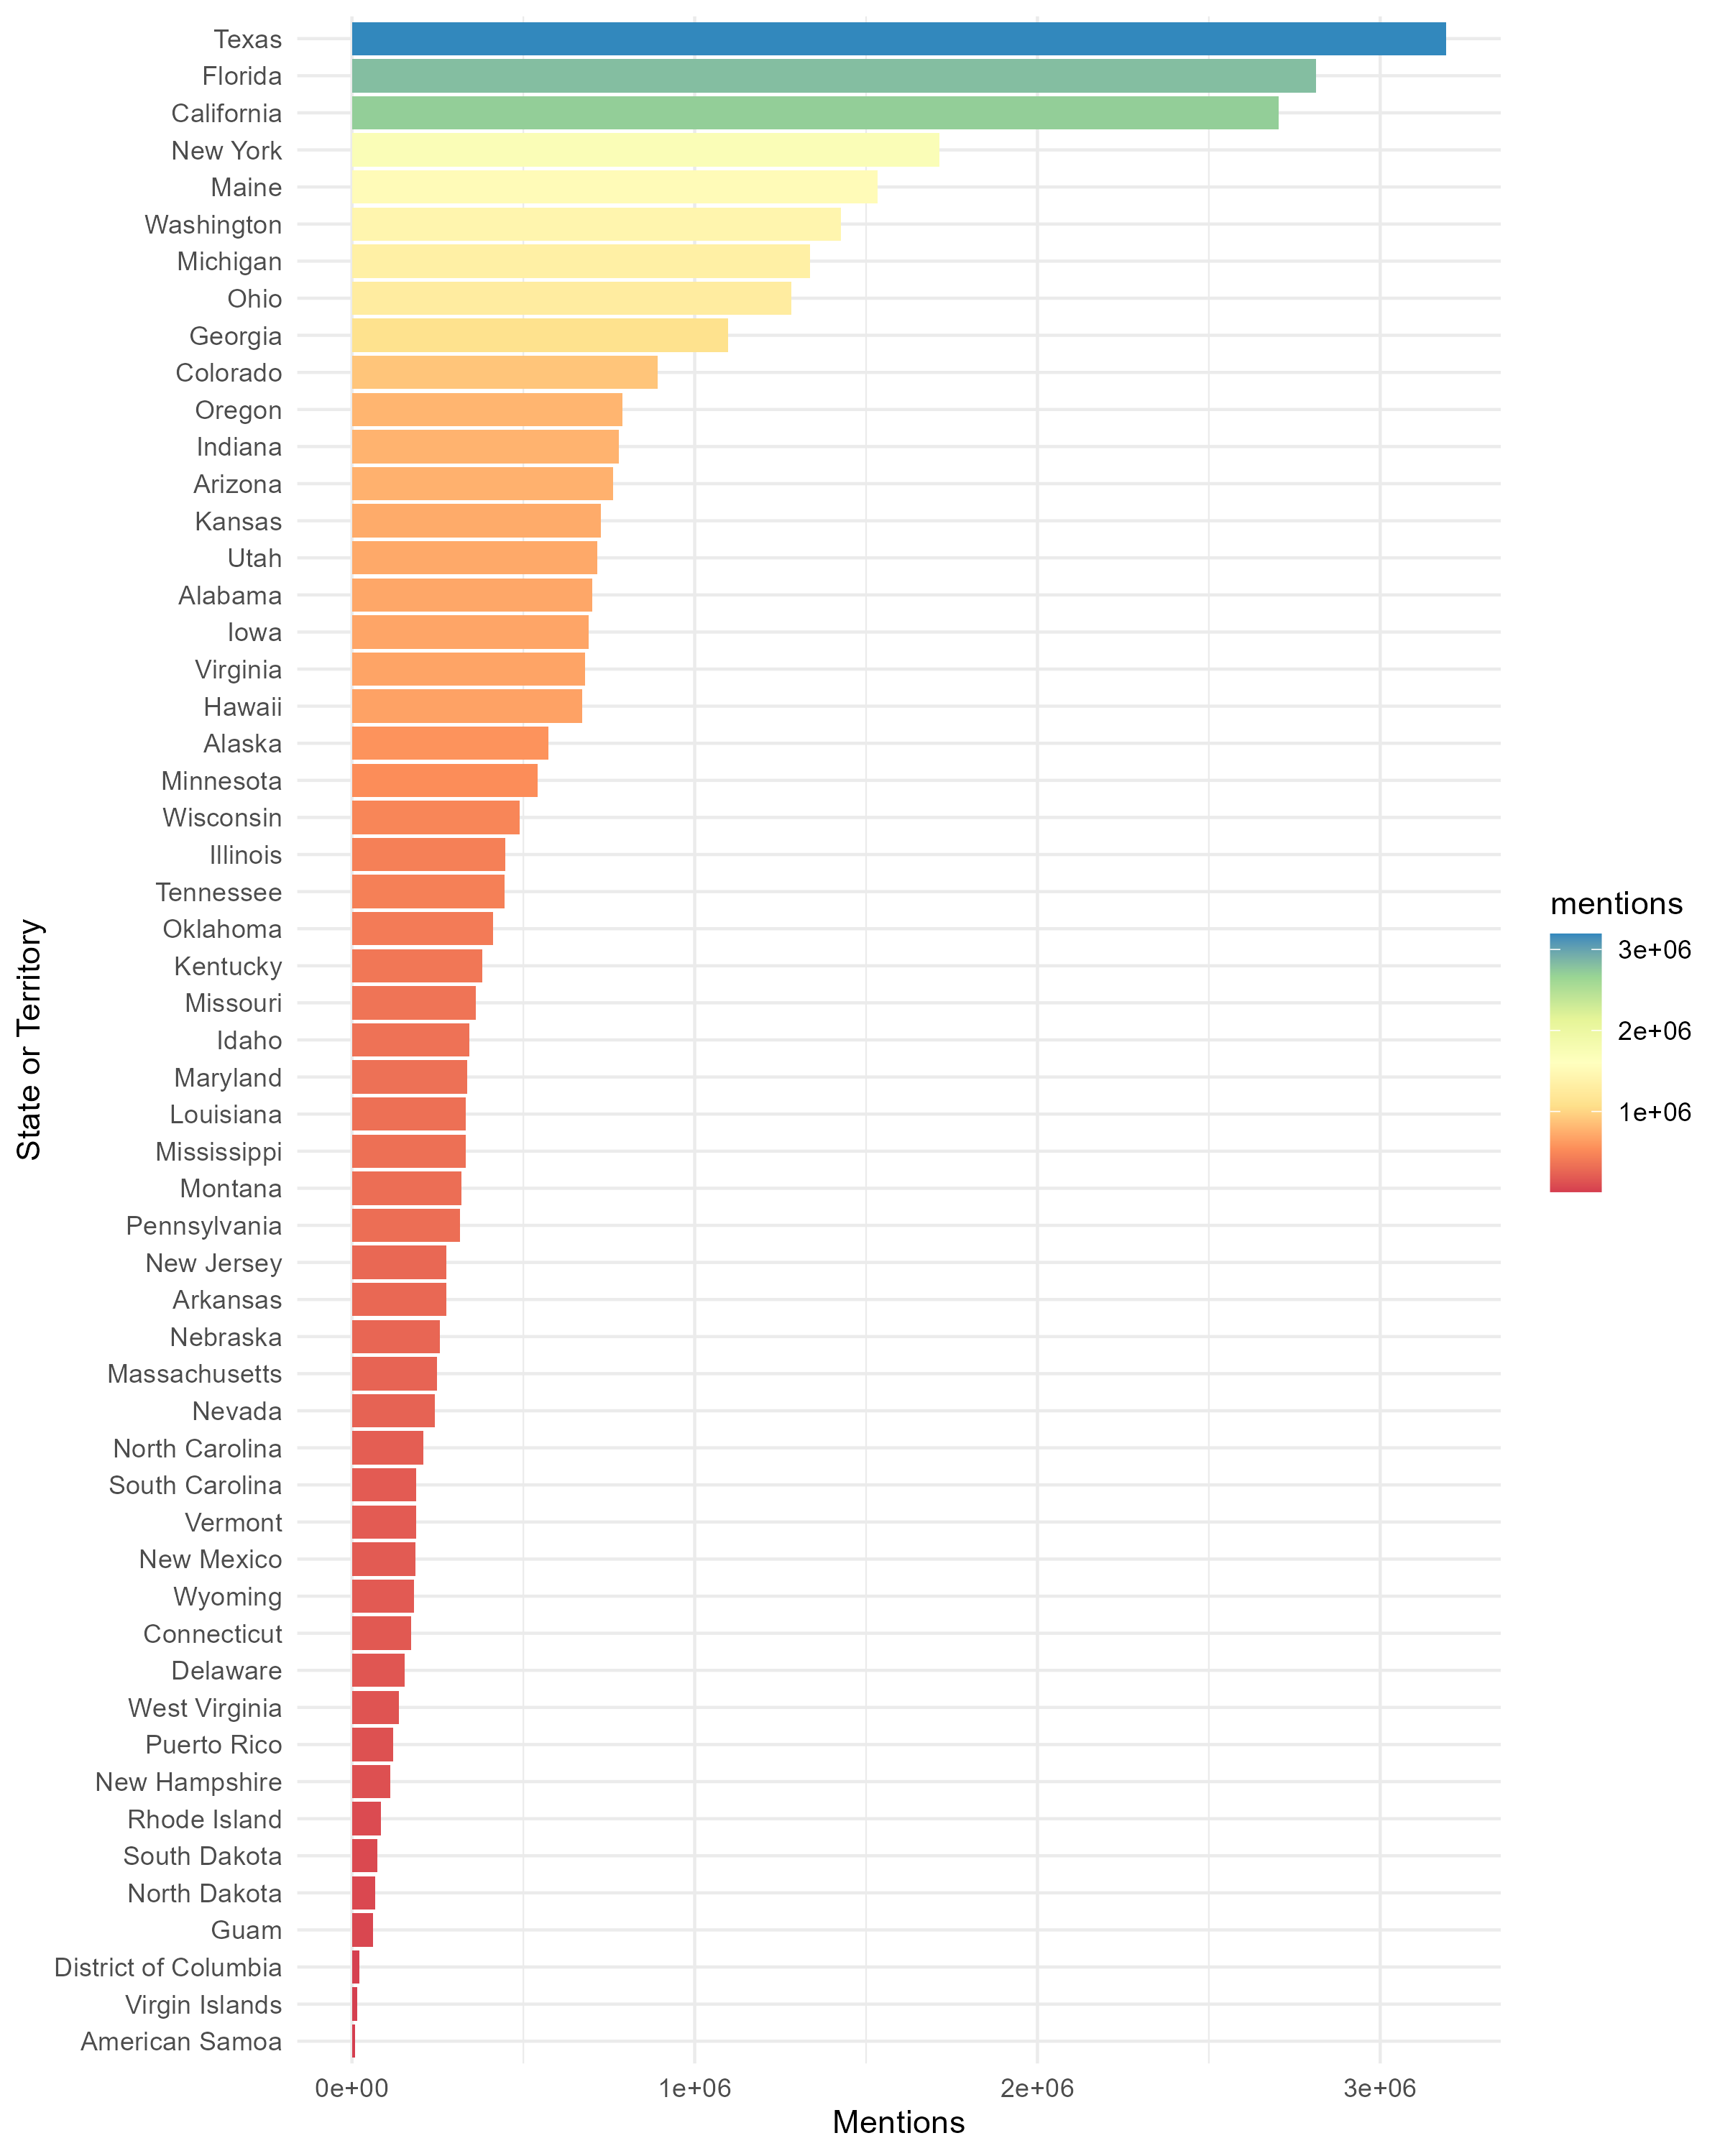 Texas
Florida
California
New York
Maine
Washington
Michigan
Ohio
Georgia
Colorado
Oregon
Indiana
Arizona
Kansas
Utah
Alabama
Iowa
Virginia
Hawaii
Alaska
Minnesota
Wisconsin
Illinois
Tennessee
Oklahoma
Kentucky
Missouri
Idaho
Maryland
Louisiana
Mississippi
Montana
Pennsylvania
New Jersey
Arkansas
Nebraska
Massachusetts
Nevada
North Carolina
South Carolina
Vermont
New Mexico
Wyoming
Connecticut
Delaware
West Virginia
Puerto Rico
New Hampshire
Rhode Island
South Dakota
North Dakota
Guam
District of Columbia
Virgin Islands
American Samoa
State or Territory
0e+00 1e+06 2e+06 3e+06
Mentions
mentions
3e+06
2e+06
1e+06